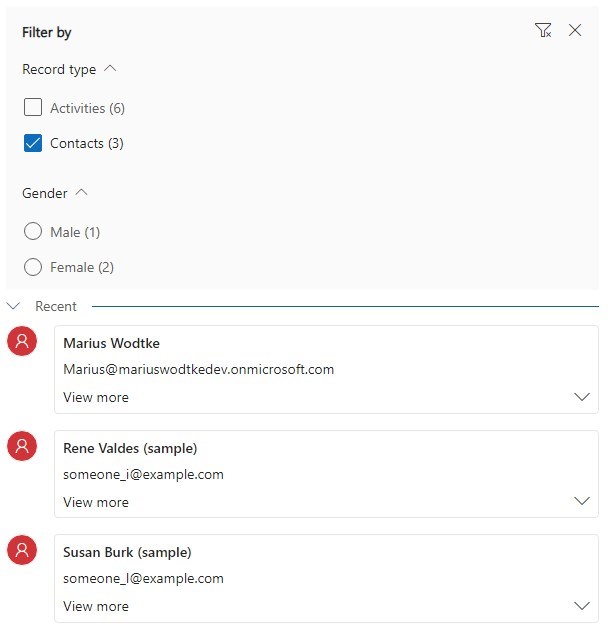 Filter by
Record type
Activities (6)
Contacts (3)
Gender
Male (1)
Female (2)
Recent
Marius Wodtke
Marius@mariuswodtkedev.onmicrosoft.com
View more
Rene Valdes (sample)
someone_i@example.com
View more
Susan Burk (sample)
someone_l@example.com
View more